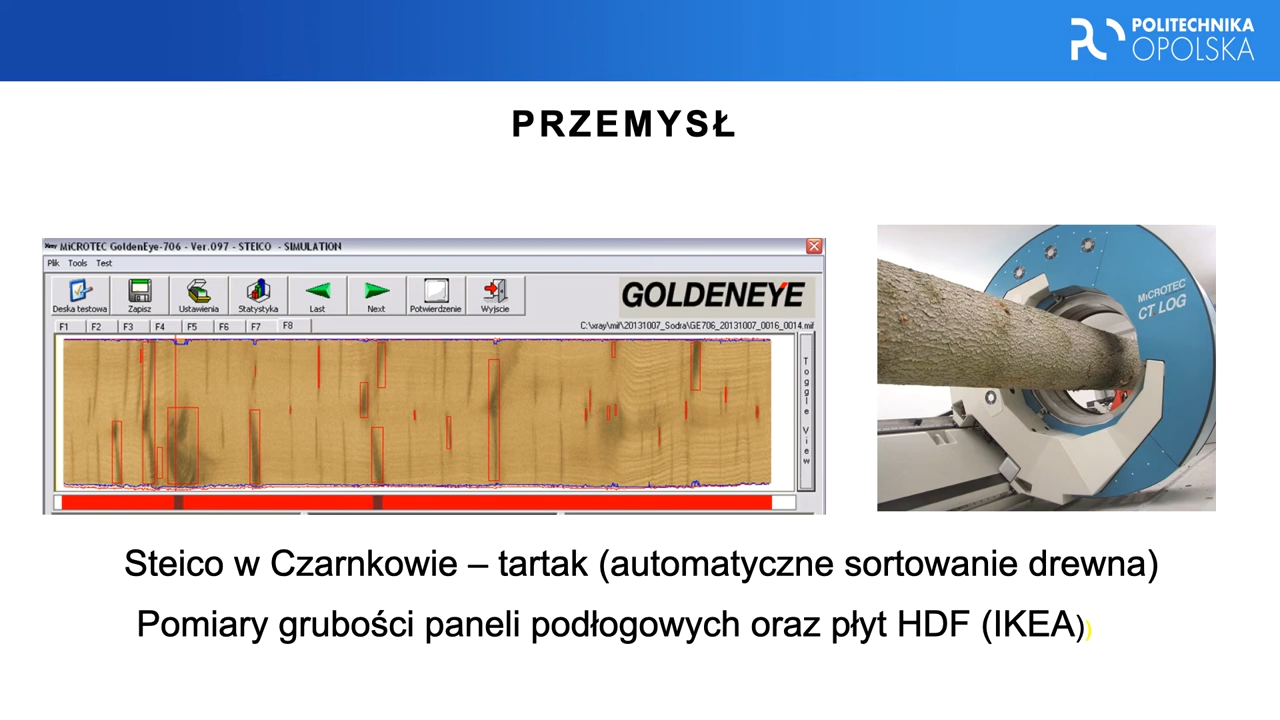 POLITECHNIKA
OPOLSKA
PRZEMYSŁ
Xray MiCROTEC GoldenEye-706 - Ver.097 - STEICO - SIMULATION
Plik Tools Test
Deska testowa Zapisz Ustawienia Statystyka Last Next Potwierdzenie Wyjscie
GOLDENEYE
F1 F2 F3 F4 F5 F6 F7 F8
C:\xray\mif\20131007_Sodra\GE706_20131007_0016_0014.mif
Toggle View
MiCROTEC
CT.LOG
Steico w Czarnkowie – tartak (automatyczne sortowanie drewna)
Pomiary grubości paneli podłogowych oraz płyt HDF (IKEA))